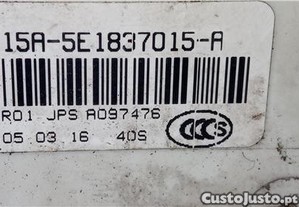 15A-5E1837015-A
R01 JPS A097476
05 03 16 40S
CCC S
CustoJusto.pt